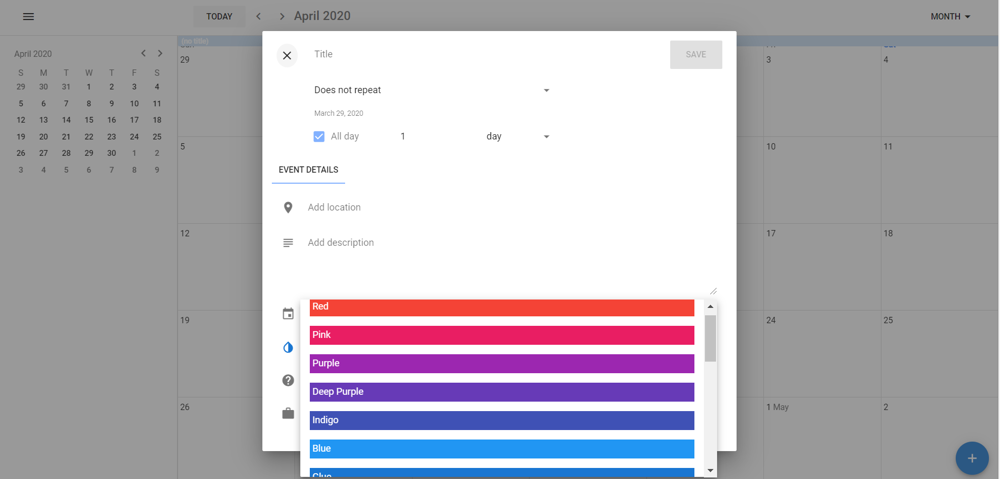 TODAY
April 2020
MONTH
April 2020
S M T W T F S
29 30 31 1 2 3 4
5 6 7 8 9 10 11
12 13 14 15 16 17 18
19 20 21 22 23 24 25
26 27 28 29 30 1 2
3 4 5 6 7 8 9
(no title)
29
3
4
5
10
11
12
17
18
19
24
25
26
1 May
2
Title
SAVE
Does not repeat
March 29, 2020
All day 1 day
EVENT DETAILS
Add location
Add description
Red
Pink
Purple
Deep Purple
Indigo
Blue